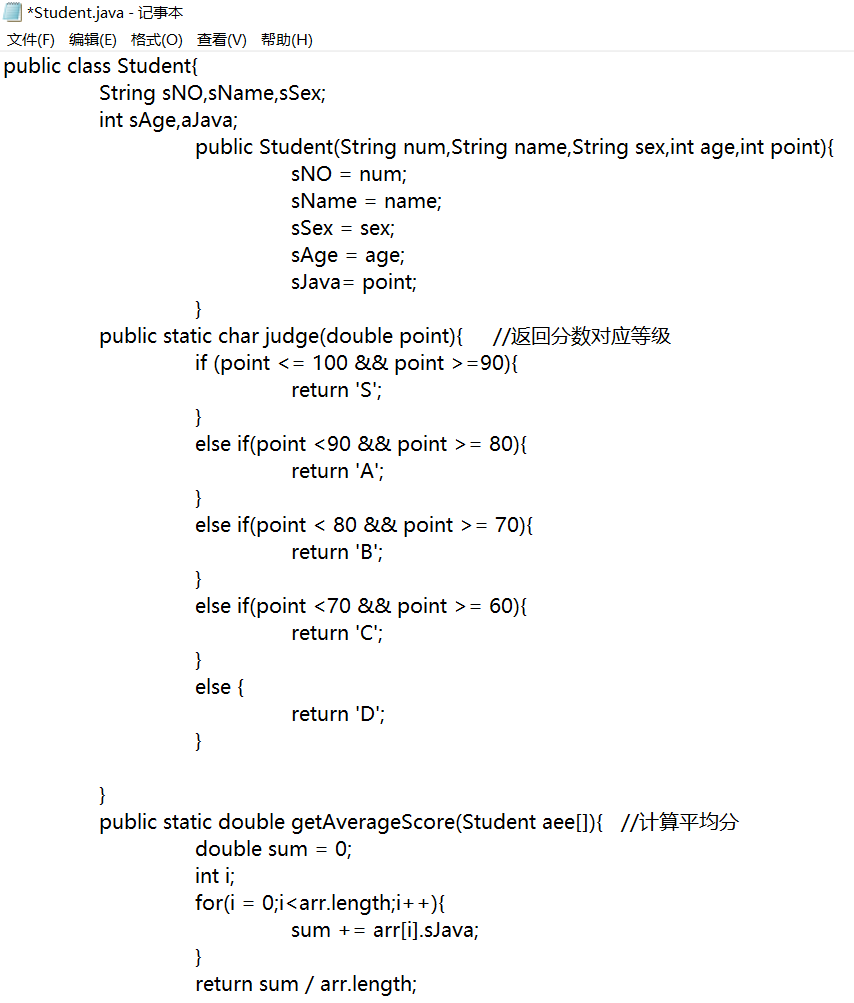 *Student.java - 记事本
文件(F) 编辑(E) 格式(O) 查看(V) 帮助(H)
public class Student{
String sNO,sName,sSex;
int sAge,aJava;
public Student(String num,String name,String sex,int age,int point){
sNO = num;
sName = name;
sSex = sex;
sAge = age;
sJava= point;
}
public static char judge(double point){ //返回分数对应等级
if (point <= 100 && point >=90){
return 'S';
}
else if(point <90 && point >= 80){
return 'A';
}
else if(point < 80 && point >= 70){
return 'B';
}
else if(point <70 && point >= 60){
return 'C';
}
else {
return 'D';
}
}
public static double getAverageScore(Student aee[]){ //计算平均分
double sum = 0;
int i;
for(i = 0;i<arr.length;i++){
sum += arr[i].sJava;
}
return sum / arr.length;